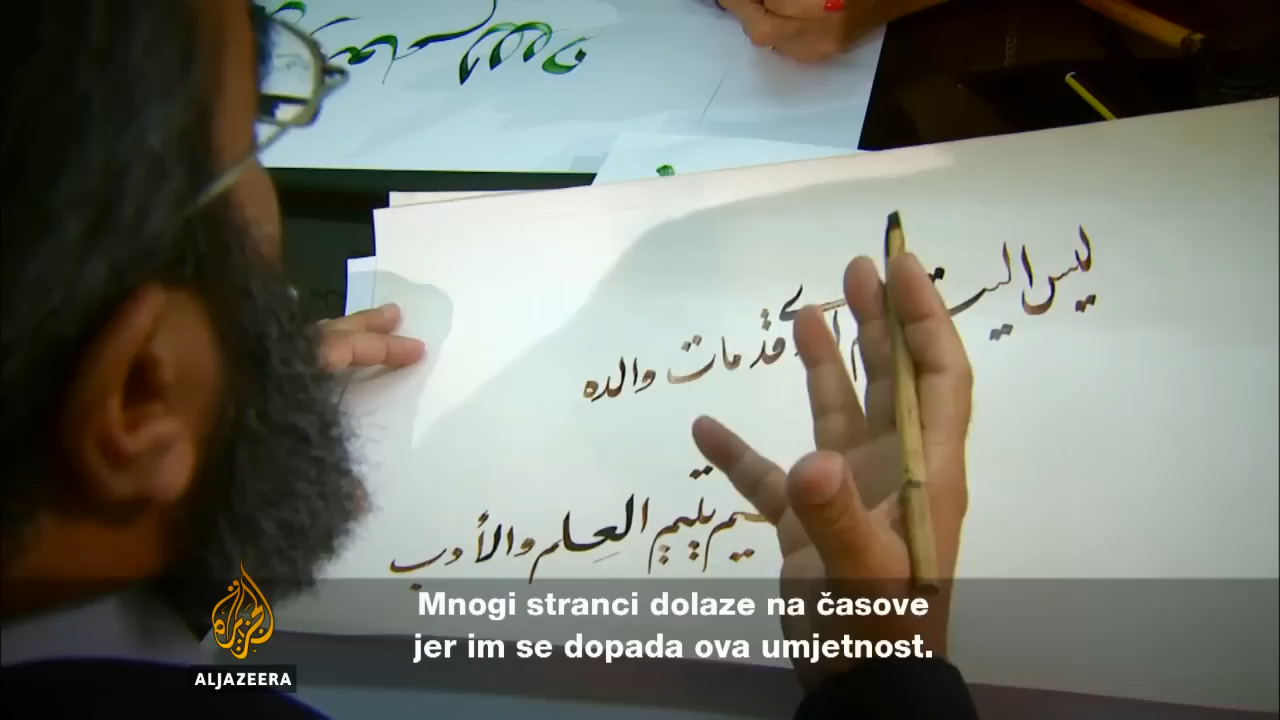 ليس قد مات والده
يتيم العلم والأدب
Mnogi stranci dolaze na časove
jer im se dopada ova umjetnost.
الجزيرة
ALJAZEERA